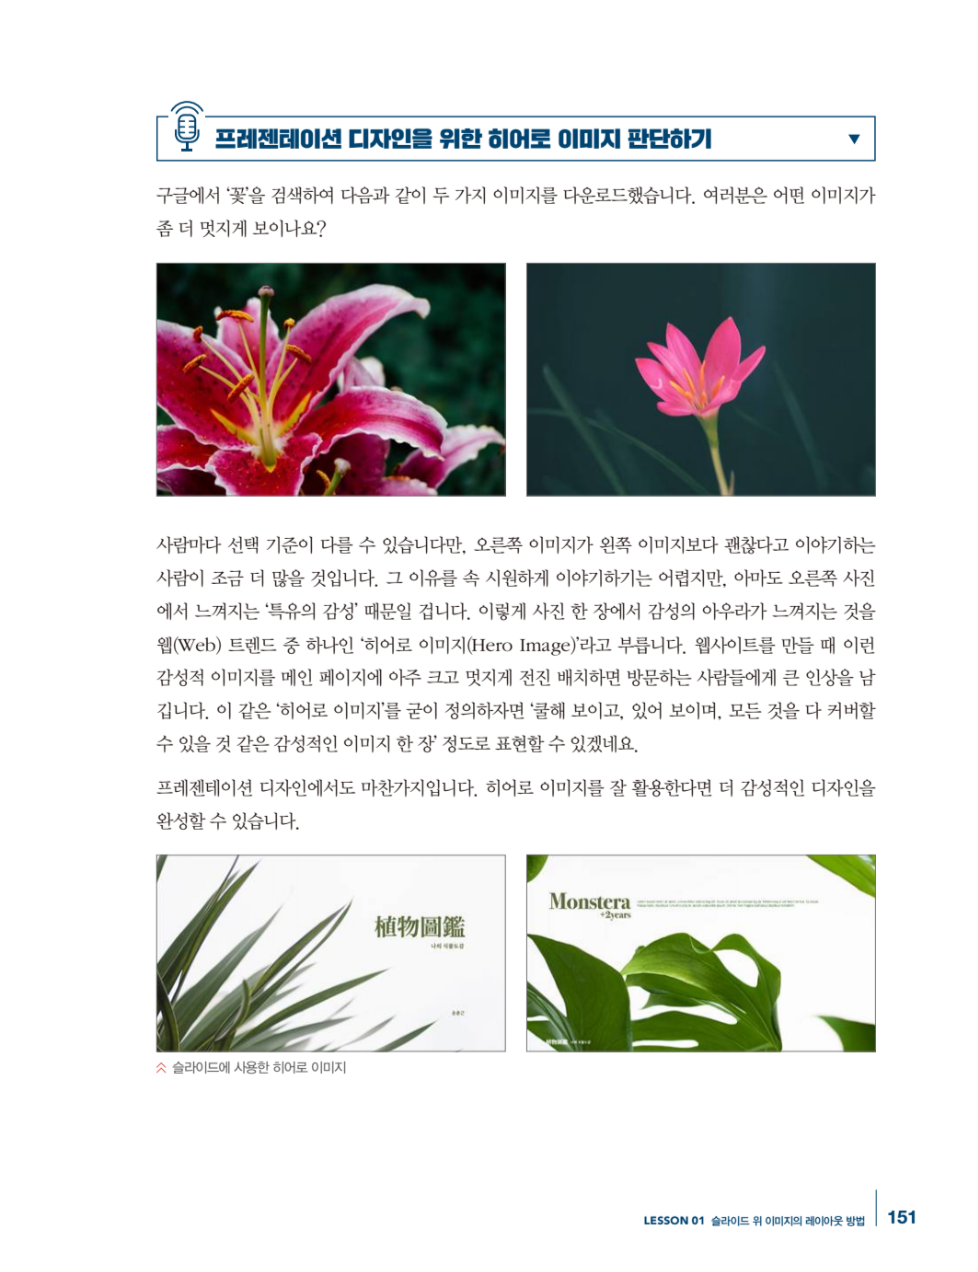 프레젠테이션 디자인을 위한 히어로 이미지 판단하기
구글에서 ‘꽃’을 검색하여 다음과 같이 두 가지 이미지를 다운로드했습니다. 여러분은 어떤 이미지가
좀 더 멋지게 보이나요?
사람마다 선택 기준이 다를 수 있습니다만, 오른쪽 이미지가 왼쪽 이미지보다 괜찮다고 이야기하는
사람이 조금 더 많을 것입니다. 그 이유를 속 시원하게 이야기하기는 어렵지만, 아마도 오른쪽 사진
에서 느껴지는 ‘특유의 감성’ 때문일 겁니다. 이렇게 사진 한 장에서 감성의 아우라가 느껴지는 것을
웹(Web) 트렌드 중 하나인 ‘히어로 이미지(Hero Image)’라고 부릅니다. 웹사이트를 만들 때 이런
감성적 이미지를 메인 페이지에 아주 크고 멋지게 전진 배치하면 방문하는 사람들에게 큰 인상을 남
깁니다. 이 같은 ‘히어로 이미지’를 굳이 정의하자면 ‘쿨해 보이고, 있어 보이며, 모든 것을 다 커버할
수 있을 것 같은 감성적인 이미지 한 장’ 정도로 표현할 수 있겠네요.
프레젠테이션 디자인에서도 마찬가지입니다. 히어로 이미지를 잘 활용한다면 더 감성적인 디자인을
완성할 수 있습니다.
植物圖鑑
나의 식물도감
Monstera
+2years
植物圖鑑
슬라이드에 사용한 히어로 이미지
LESSON 01 슬라이드 위 이미지의 레이아웃 방법
151